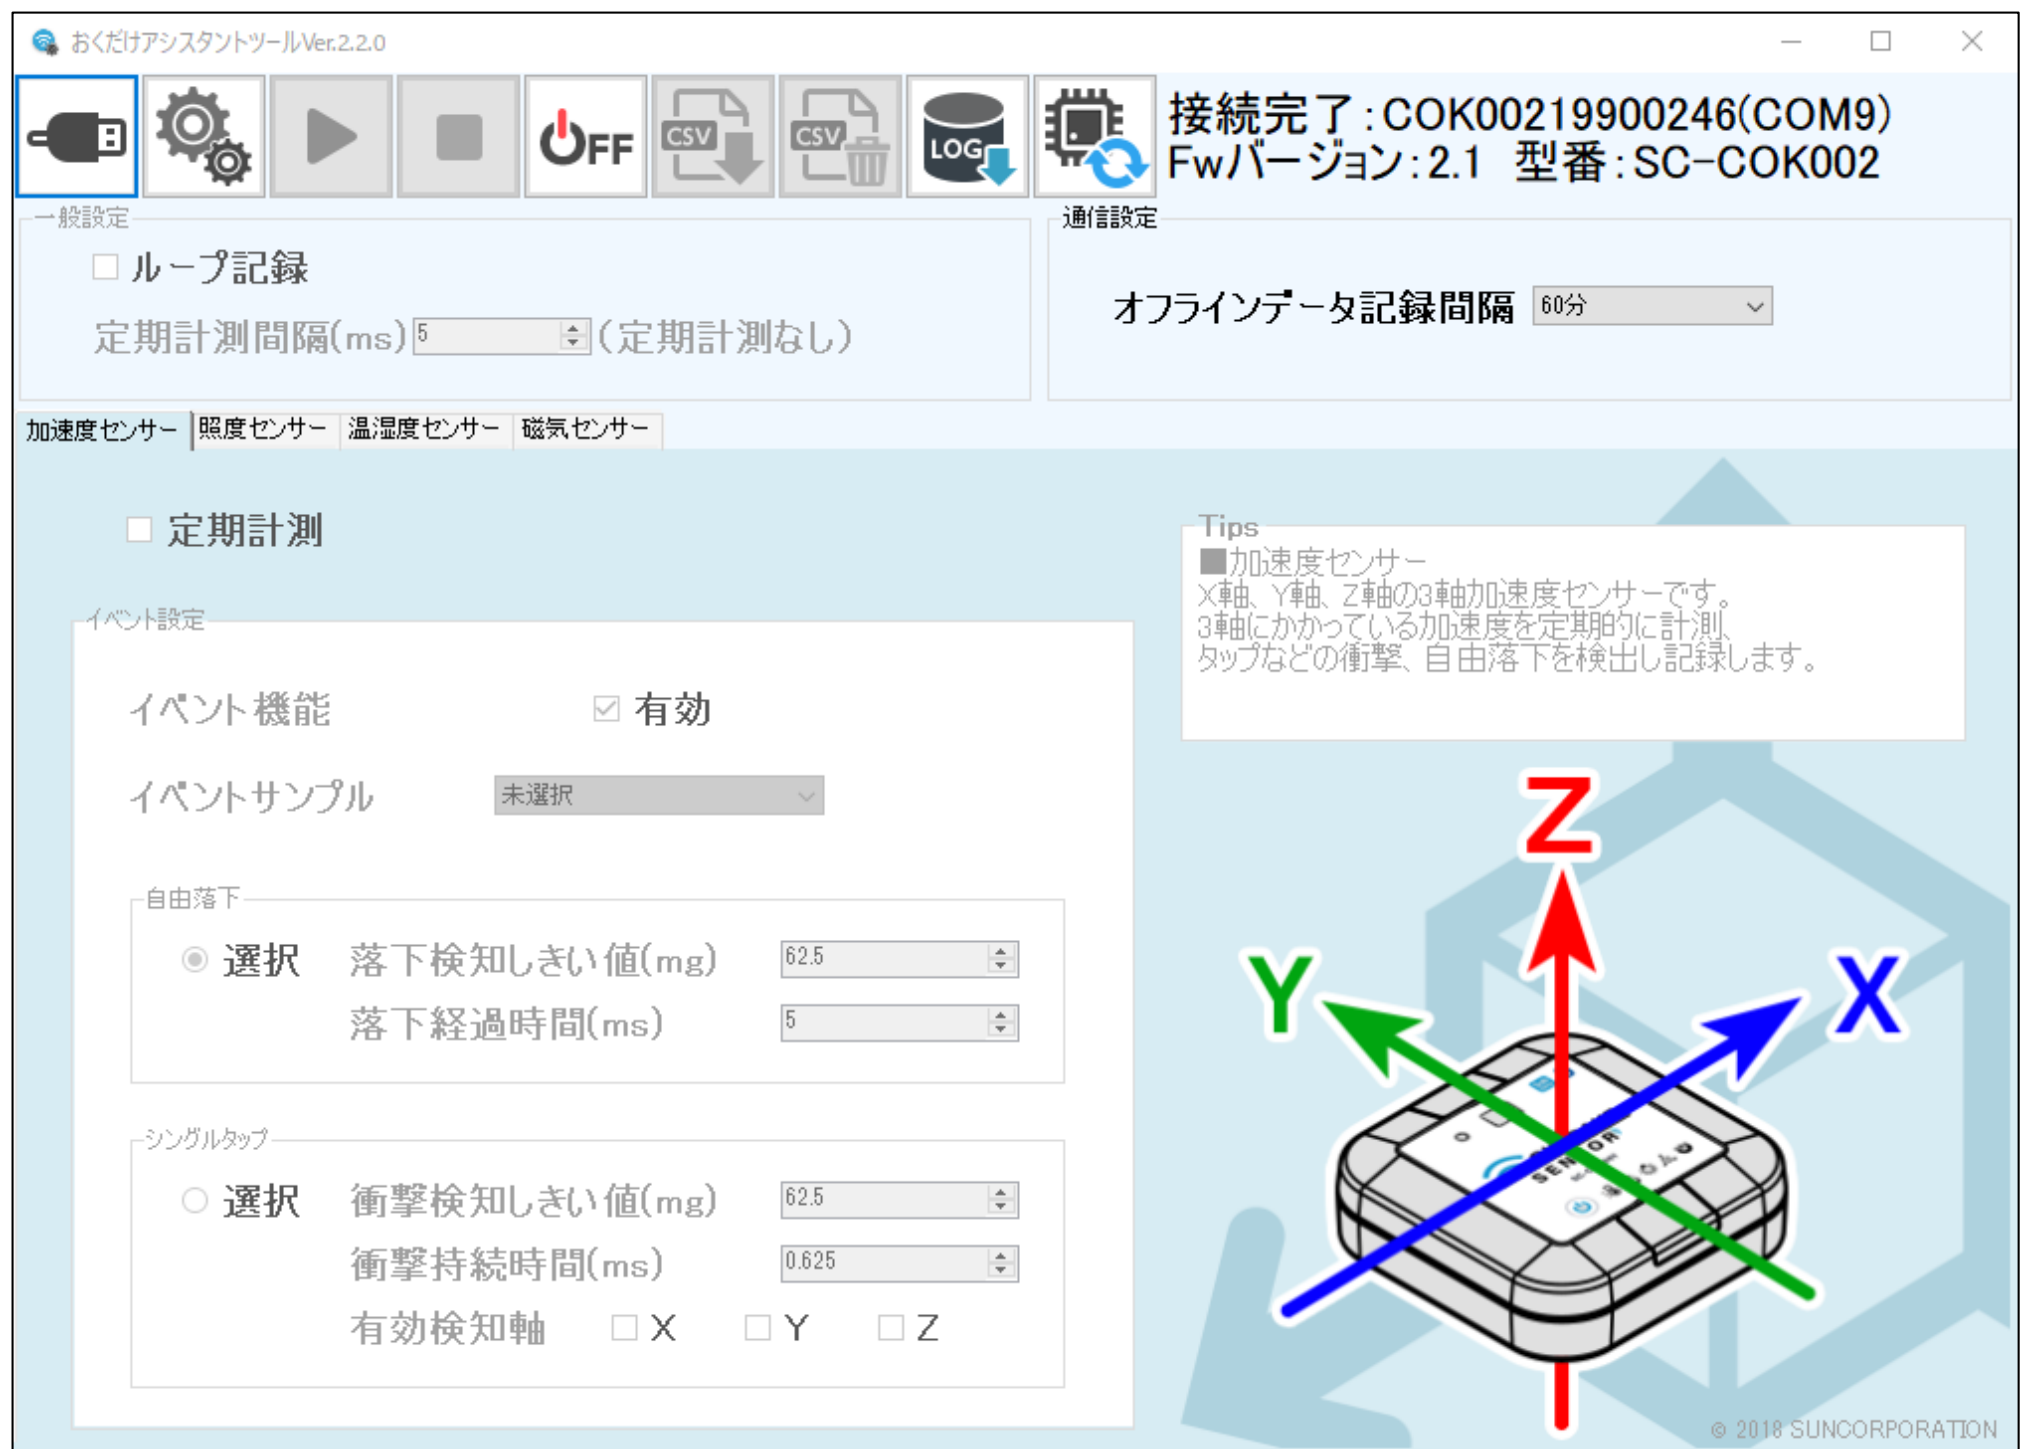 おくだけアシスタントツールVer.2.2.0
OFF
CSV
CSV
LOG
接続完了:COK00219900246(COM9)
Fwバージョン:2.1 型番:SC-COK002
一般設定
ループ記録
定期計測間隔(ms) 5 (定期計測なし)
通信設定
オフラインデータ記録間隔 60分
加速度センサー 照度センサー 温湿度センサー 磁気センサー
定期計測
Tips
■加速度センサー
X軸、Y軸、Z軸の3軸加速度センサーです。
3軸にかかっている加速度を定期的に計測、
タップなどの衝撃、自由落下を検出し記録します。
イベント設定
イベント機能 有効
イベントサンプル 未選択
自由落下
選択 落下検知しきい値(mg) 62.5
落下経過時間(ms) 5
シングルタップ
選択 衝撃検知しきい値(mg) 62.5
衝撃持続時間(ms) 0.625
有効検知軸 X Y Z
Z
Y
X
SENSOR
© 2018 SUNCORPORATION